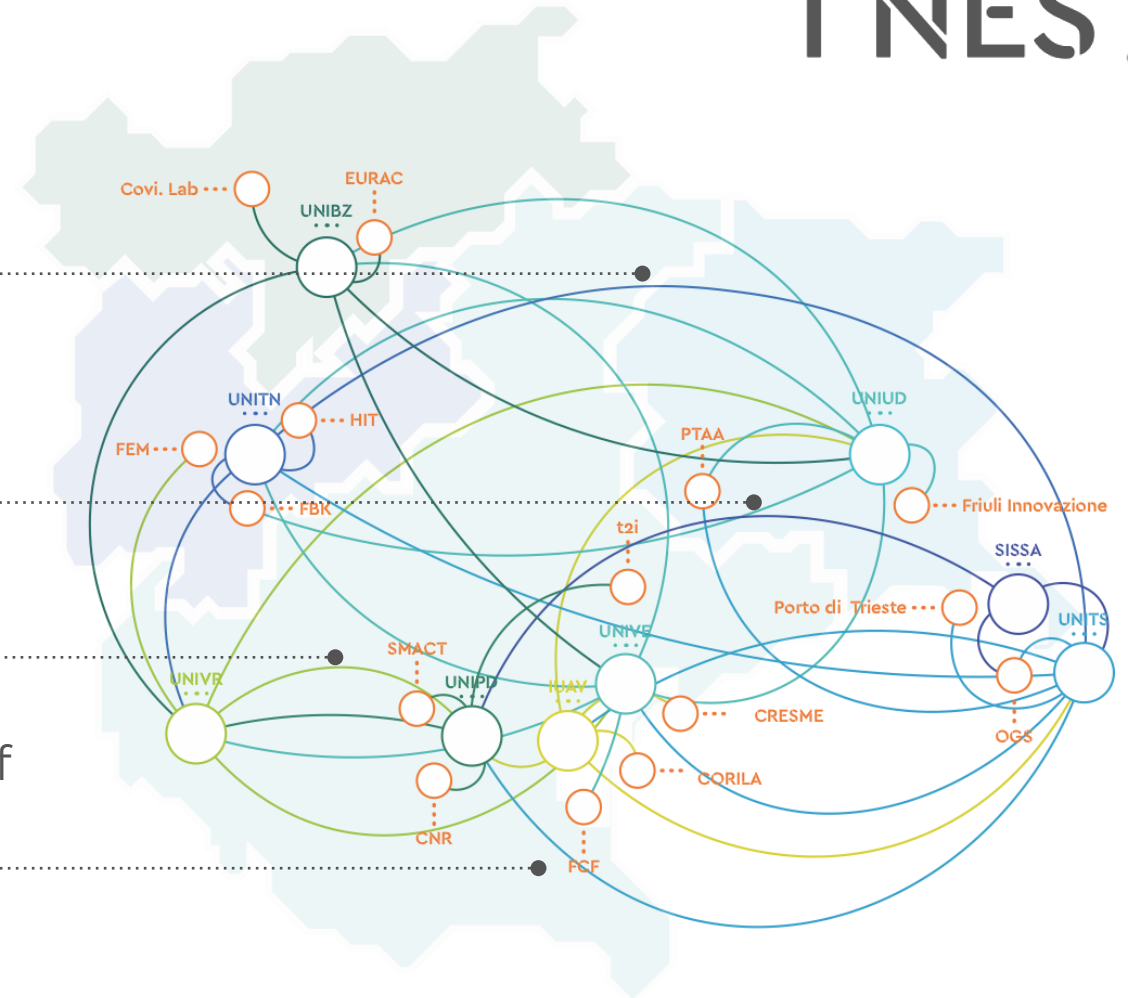 iNES
EURAC
Covi. Lab
UNIBZ
UNITN
UNIUD
HIT
PTAA
FEM
FBK
Friuli Innovazione
t2i
SISSA
Porto di Trieste
UNITS
UNIVE
SMACT
UNIVR
UNIPD
IUAV
CRESME
OGS
CORILA
f
CNR
FCF